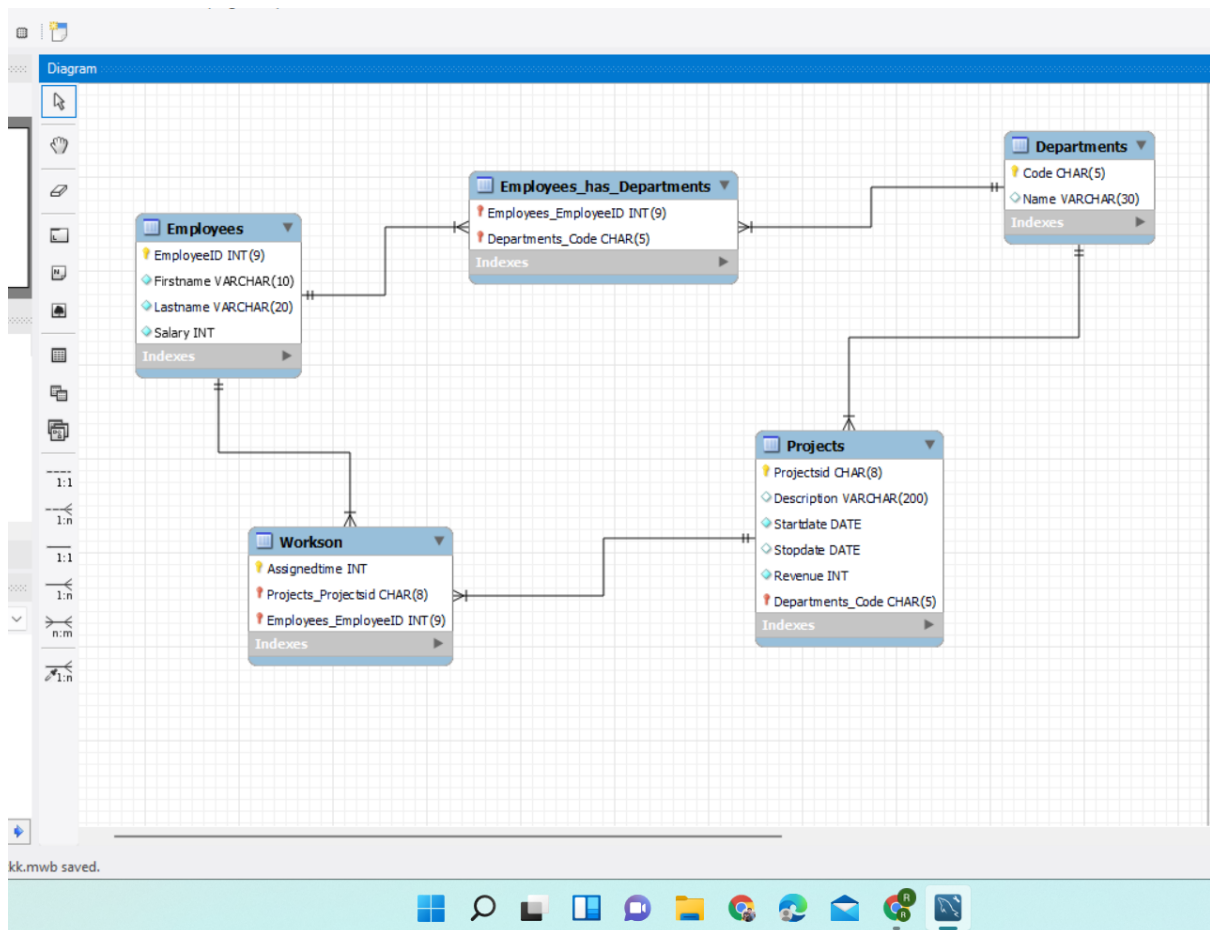 Diagram
Departments
Code CHAR(5)
Name VARCHAR(30)
Indexes
Employees_has_Departments
Employees_EmployeeID INT(9)
Departments_Code CHAR(5)
Indexes
Employees
EmployeeID INT(9)
Firstname VARCHAR(10)
Lastname VARCHAR(20)
Salary INT
Indexes
Projects
Projectsid CHAR(8)
Description VARCHAR(200)
Startdate DATE
Stopdate DATE
Revenue INT
Departments_Code CHAR(5)
Indexes
Workson
Assignedtime INT
Projects_Projectsid CHAR(8)
Employees_EmployeeID INT(9)
Indexes
1:1
1:n
1:1
1:n
n:m
1:n
kk.mwb saved.
R
R